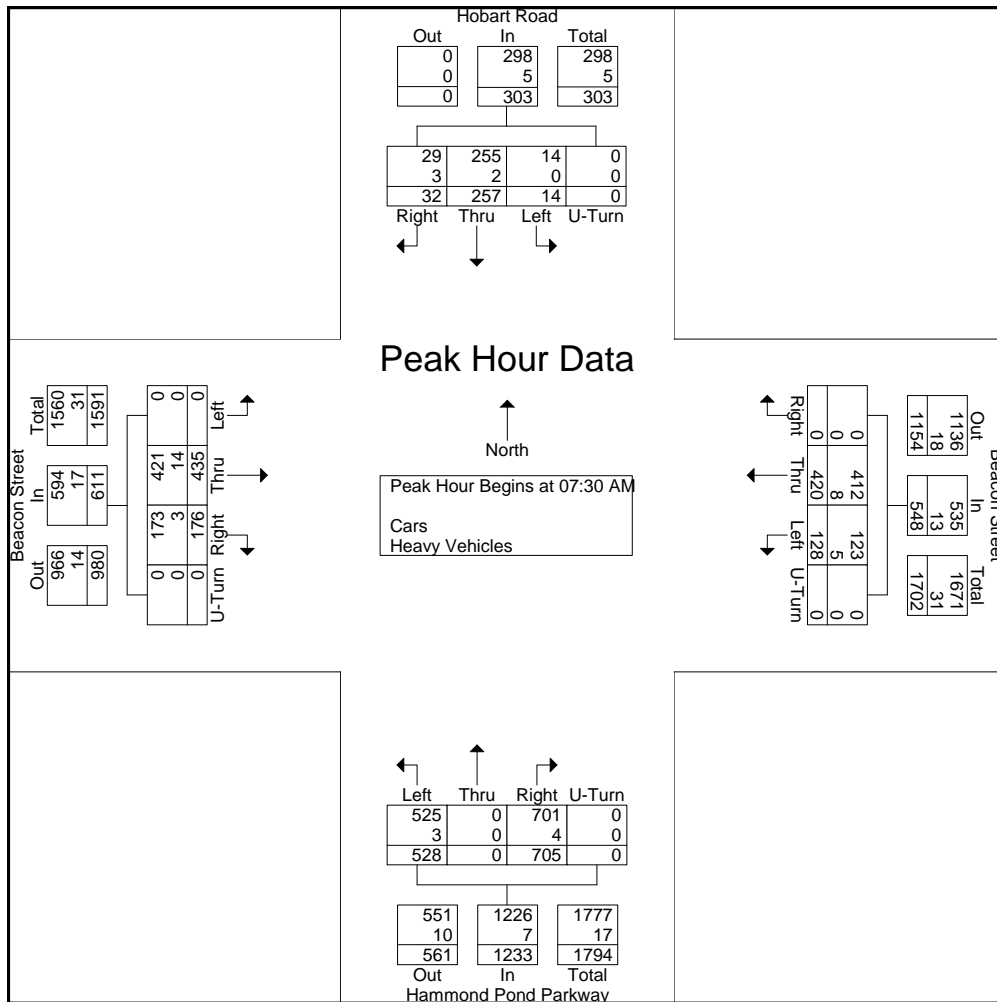 Hobart Road
Out In Total
0 298 298
0 5 5
0 303 303
29 255 14 0
3 2 0 0
32 257 14 0
Right Thru Left U-Turn
Peak Hour Data
North
Peak Hour Begins at 07:30 AM
Cars
Heavy Vehicles
Beacon Street
Out In Total
966 594 1560
14 17 31
980 611 1591
U-Turn Right Thru Left
0 173 421 0
0 3 14 0
0 176 435 0
Beacon Street
Out In Total
1136 535 1671
18 13 31
1154 548 1702
Right Thru Left U-Turn
0 412 123 0
0 8 5 0
0 420 128 0
Left Thru Right U-Turn
525 0 701 0
3 0 4 0
528 0 705 0
551 1226 1777
10 7 17
561 1233 1794
Out In Total
Hammond Pond Parkway